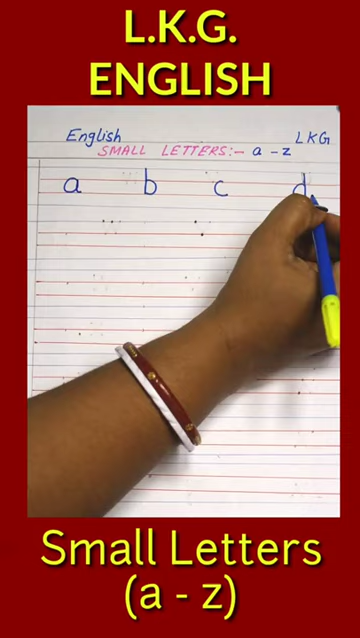 L.K.G.
ENGLISH
English LKG
SMALL LETTERS:- a - z
a b c d
Small Letters
(a - z)